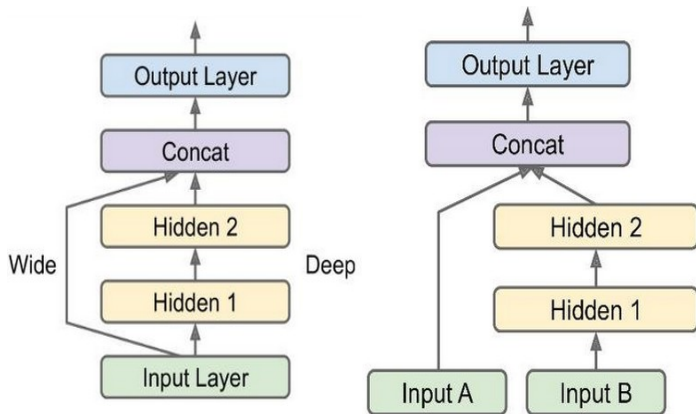 Output Layer
Concat
Hidden 2
Wide
Deep
Hidden 1
Input Layer
Output Layer
Concat
Hidden 2
Hidden 1
Input A
Input B